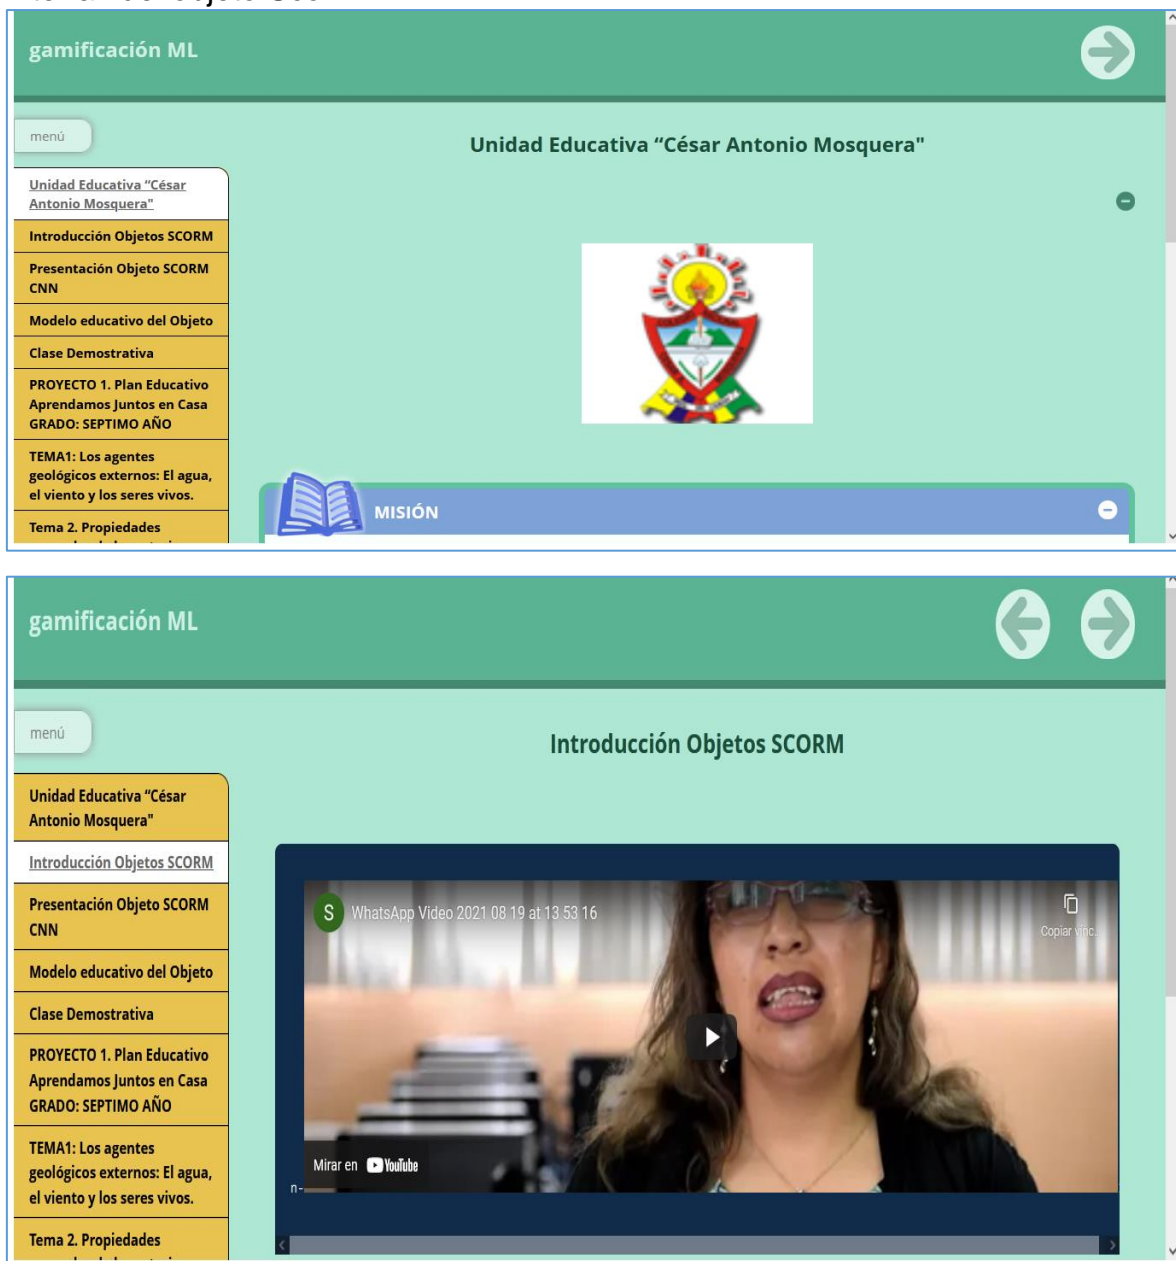 gamificación ML
menú
Unidad Educativa “César Antonio Mosquera"
Unidad Educativa “César
Antonio Mosquera"
Introducción Objetos SCORM
Presentación Objeto SCORM
CNN
Modelo educativo del Objeto
Clase Demostrativa
PROYECTO 1. Plan Educativo
Aprendamos Juntos en Casa
GRADO: SEPTIMO AÑO
TEMA1: Los agentes
geológicos externos: El agua,
el viento y los seres vivos.
Tema 2. Propiedades
MISIÓN
gamificación ML
menú
Introducción Objetos SCORM
Unidad Educativa “César
Antonio Mosquera"
Introducción Objetos SCORM
Presentación Objeto SCORM
CNN
Modelo educativo del Objeto
Clase Demostrativa
PROYECTO 1. Plan Educativo
Aprendamos Juntos en Casa
GRADO: SEPTIMO AÑO
TEMA1: Los agentes
geológicos externos: El agua,
el viento y los seres vivos.
Tema 2. Propiedades
S WhatsApp Video 2021 08 19 at 13 53 16
Copiar vínc...
Mirar en YouTube
n-